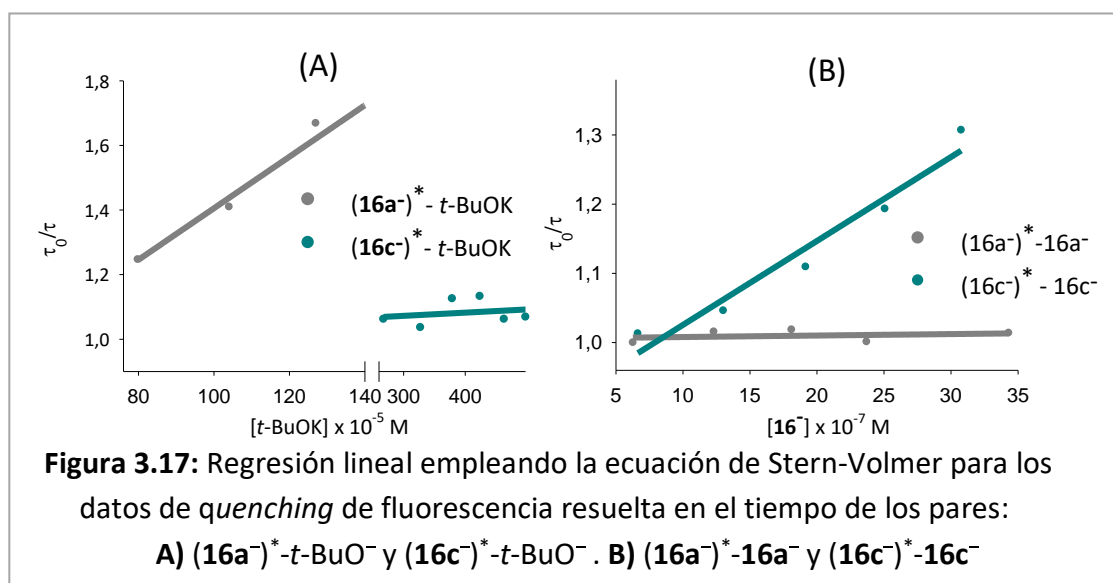 (A)
1,8
1,6
1,4
1,2
1,0
τ0/τ
(16a-)* - t-BuOK
(16c-)* - t-BuOK
80 100 120 140 300 400
[t-BuOK] x 10-5 M
(B)
1,3
1,2
1,1
1,0
τ0/τ
(16a-)*-16a-
(16c-)* - 16c-
5 10 15 20 25 30 35
[16-] x 10-7 M
Figura 3.17: Regresión lineal empleando la ecuación de Stern-Volmer para los
datos de quenching de fluorescencia resuelta en el tiempo de los pares:
A) (16a−)*-t-BuO− y (16c−)*-t-BuO− . B) (16a−)*-16a− y (16c−)*-16c−